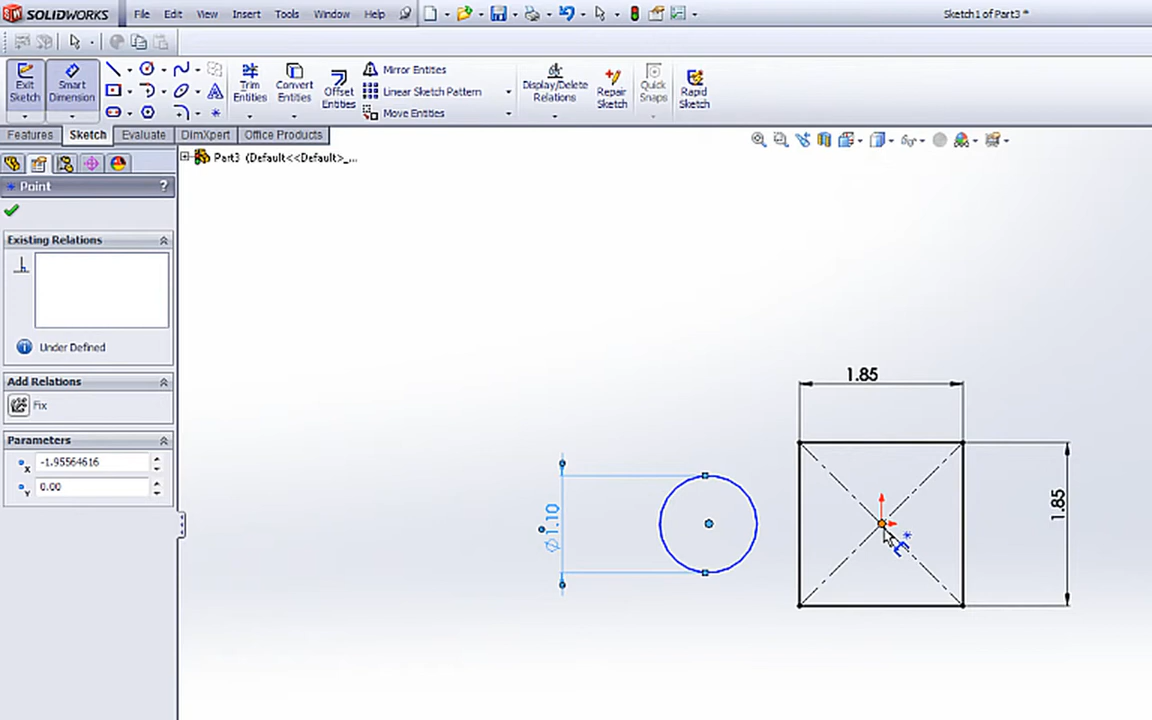 SOLIDWORKS File Edit View Insert Tools Window Help Sketch1 of Part3 *
Exit Sketch
Smart Dimension
Trim Entities
Convert Entities
Offset Entities
Mirror Entities
Linear Sketch Pattern
Move Entities
Display/Delete Relations
Repair Sketch
Quick Snaps
Rapid Sketch
Features Sketch Evaluate DimXpert Office Products
Part3 (Default<<Default>_...
Point ?
Existing Relations
Under Defined
Add Relations
Fix
Parameters
x -1.95564616
y 0.00
1.85
1.85
Ø1.10